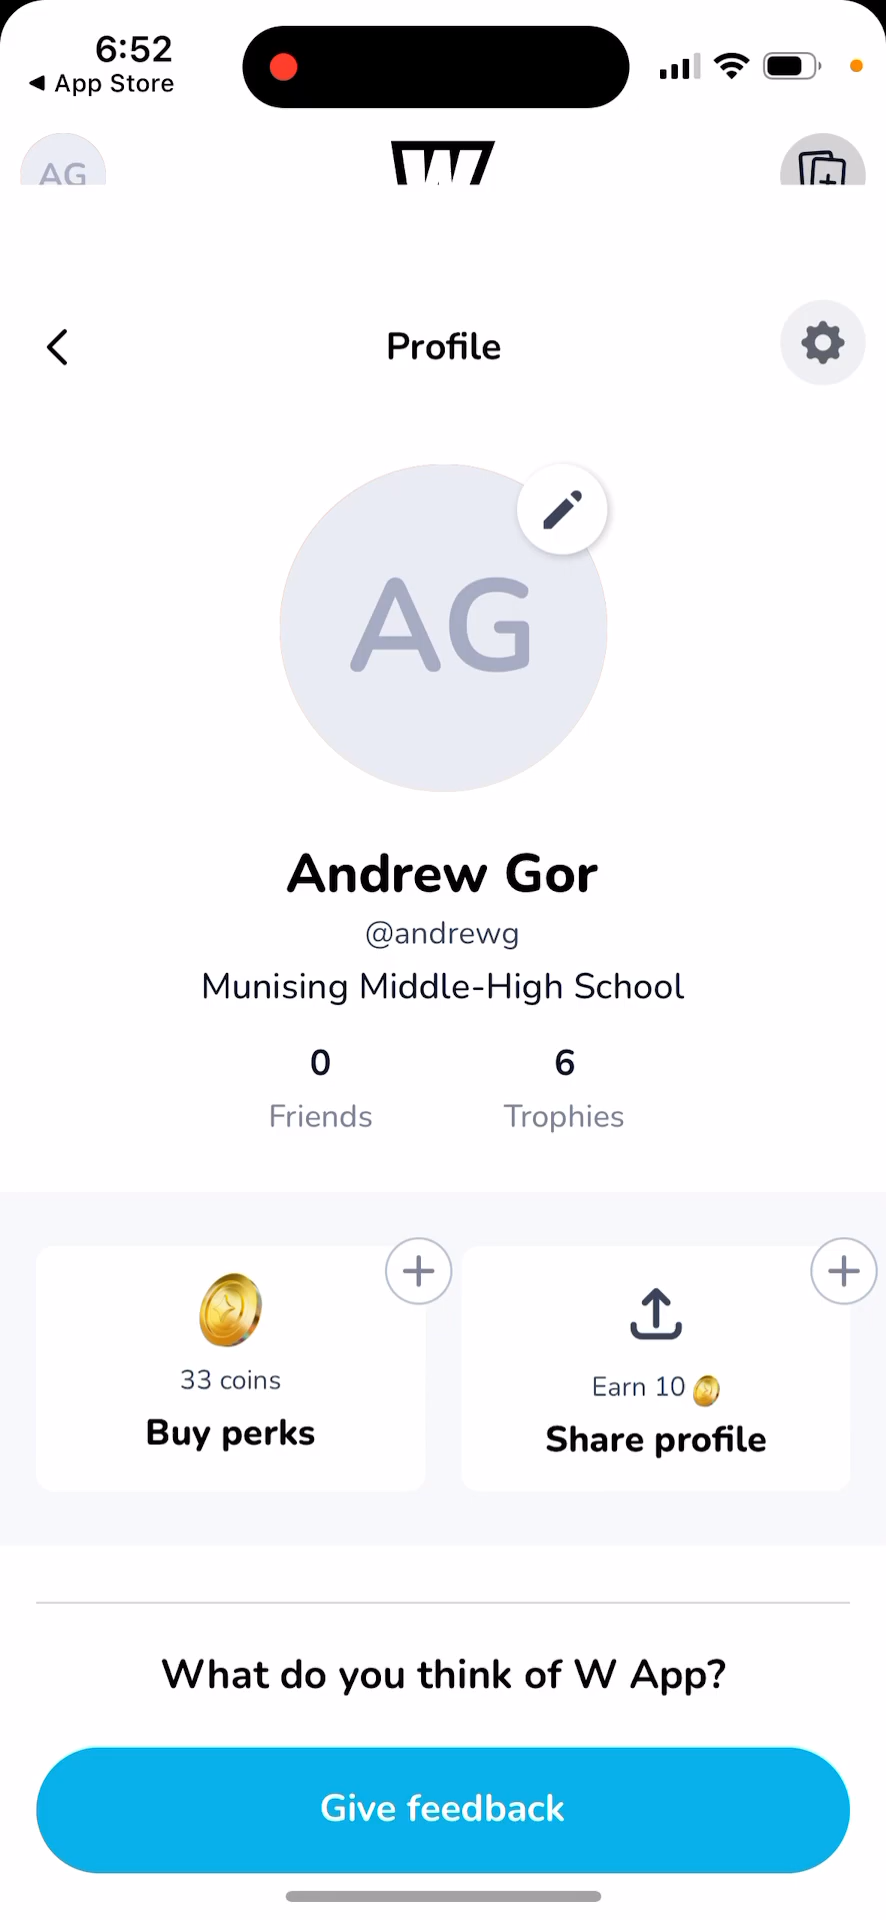 6:52
App Store
AG
W
Profile
AG
Andrew Gor
@andrewg
Munising Middle-High School
0 6
Friends Trophies
33 coins
Buy perks
Earn 10
Share profile
What do you think of W App?
Give feedback